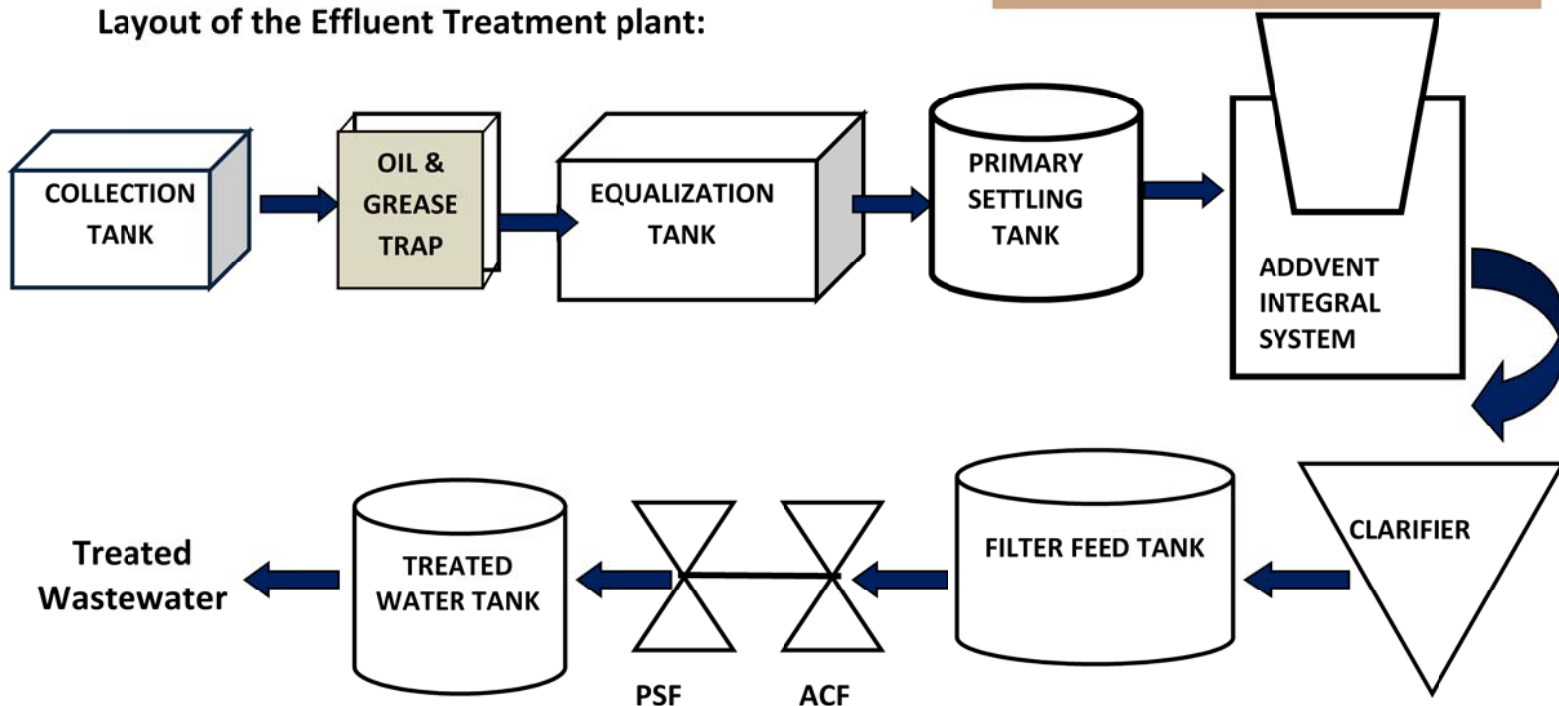 Layout of the Effluent Treatment plant:
COLLECTION
TANK
OIL &
GREASE
TRAP
EQUALIZATION
TANK
PRIMARY
SETTLING
TANK
ADDVENT
INTEGRAL
SYSTEM
CLARIFIER
FILTER FEED TANK
ACF
PSF
TREATED
WATER TANK
Treated
Wastewater